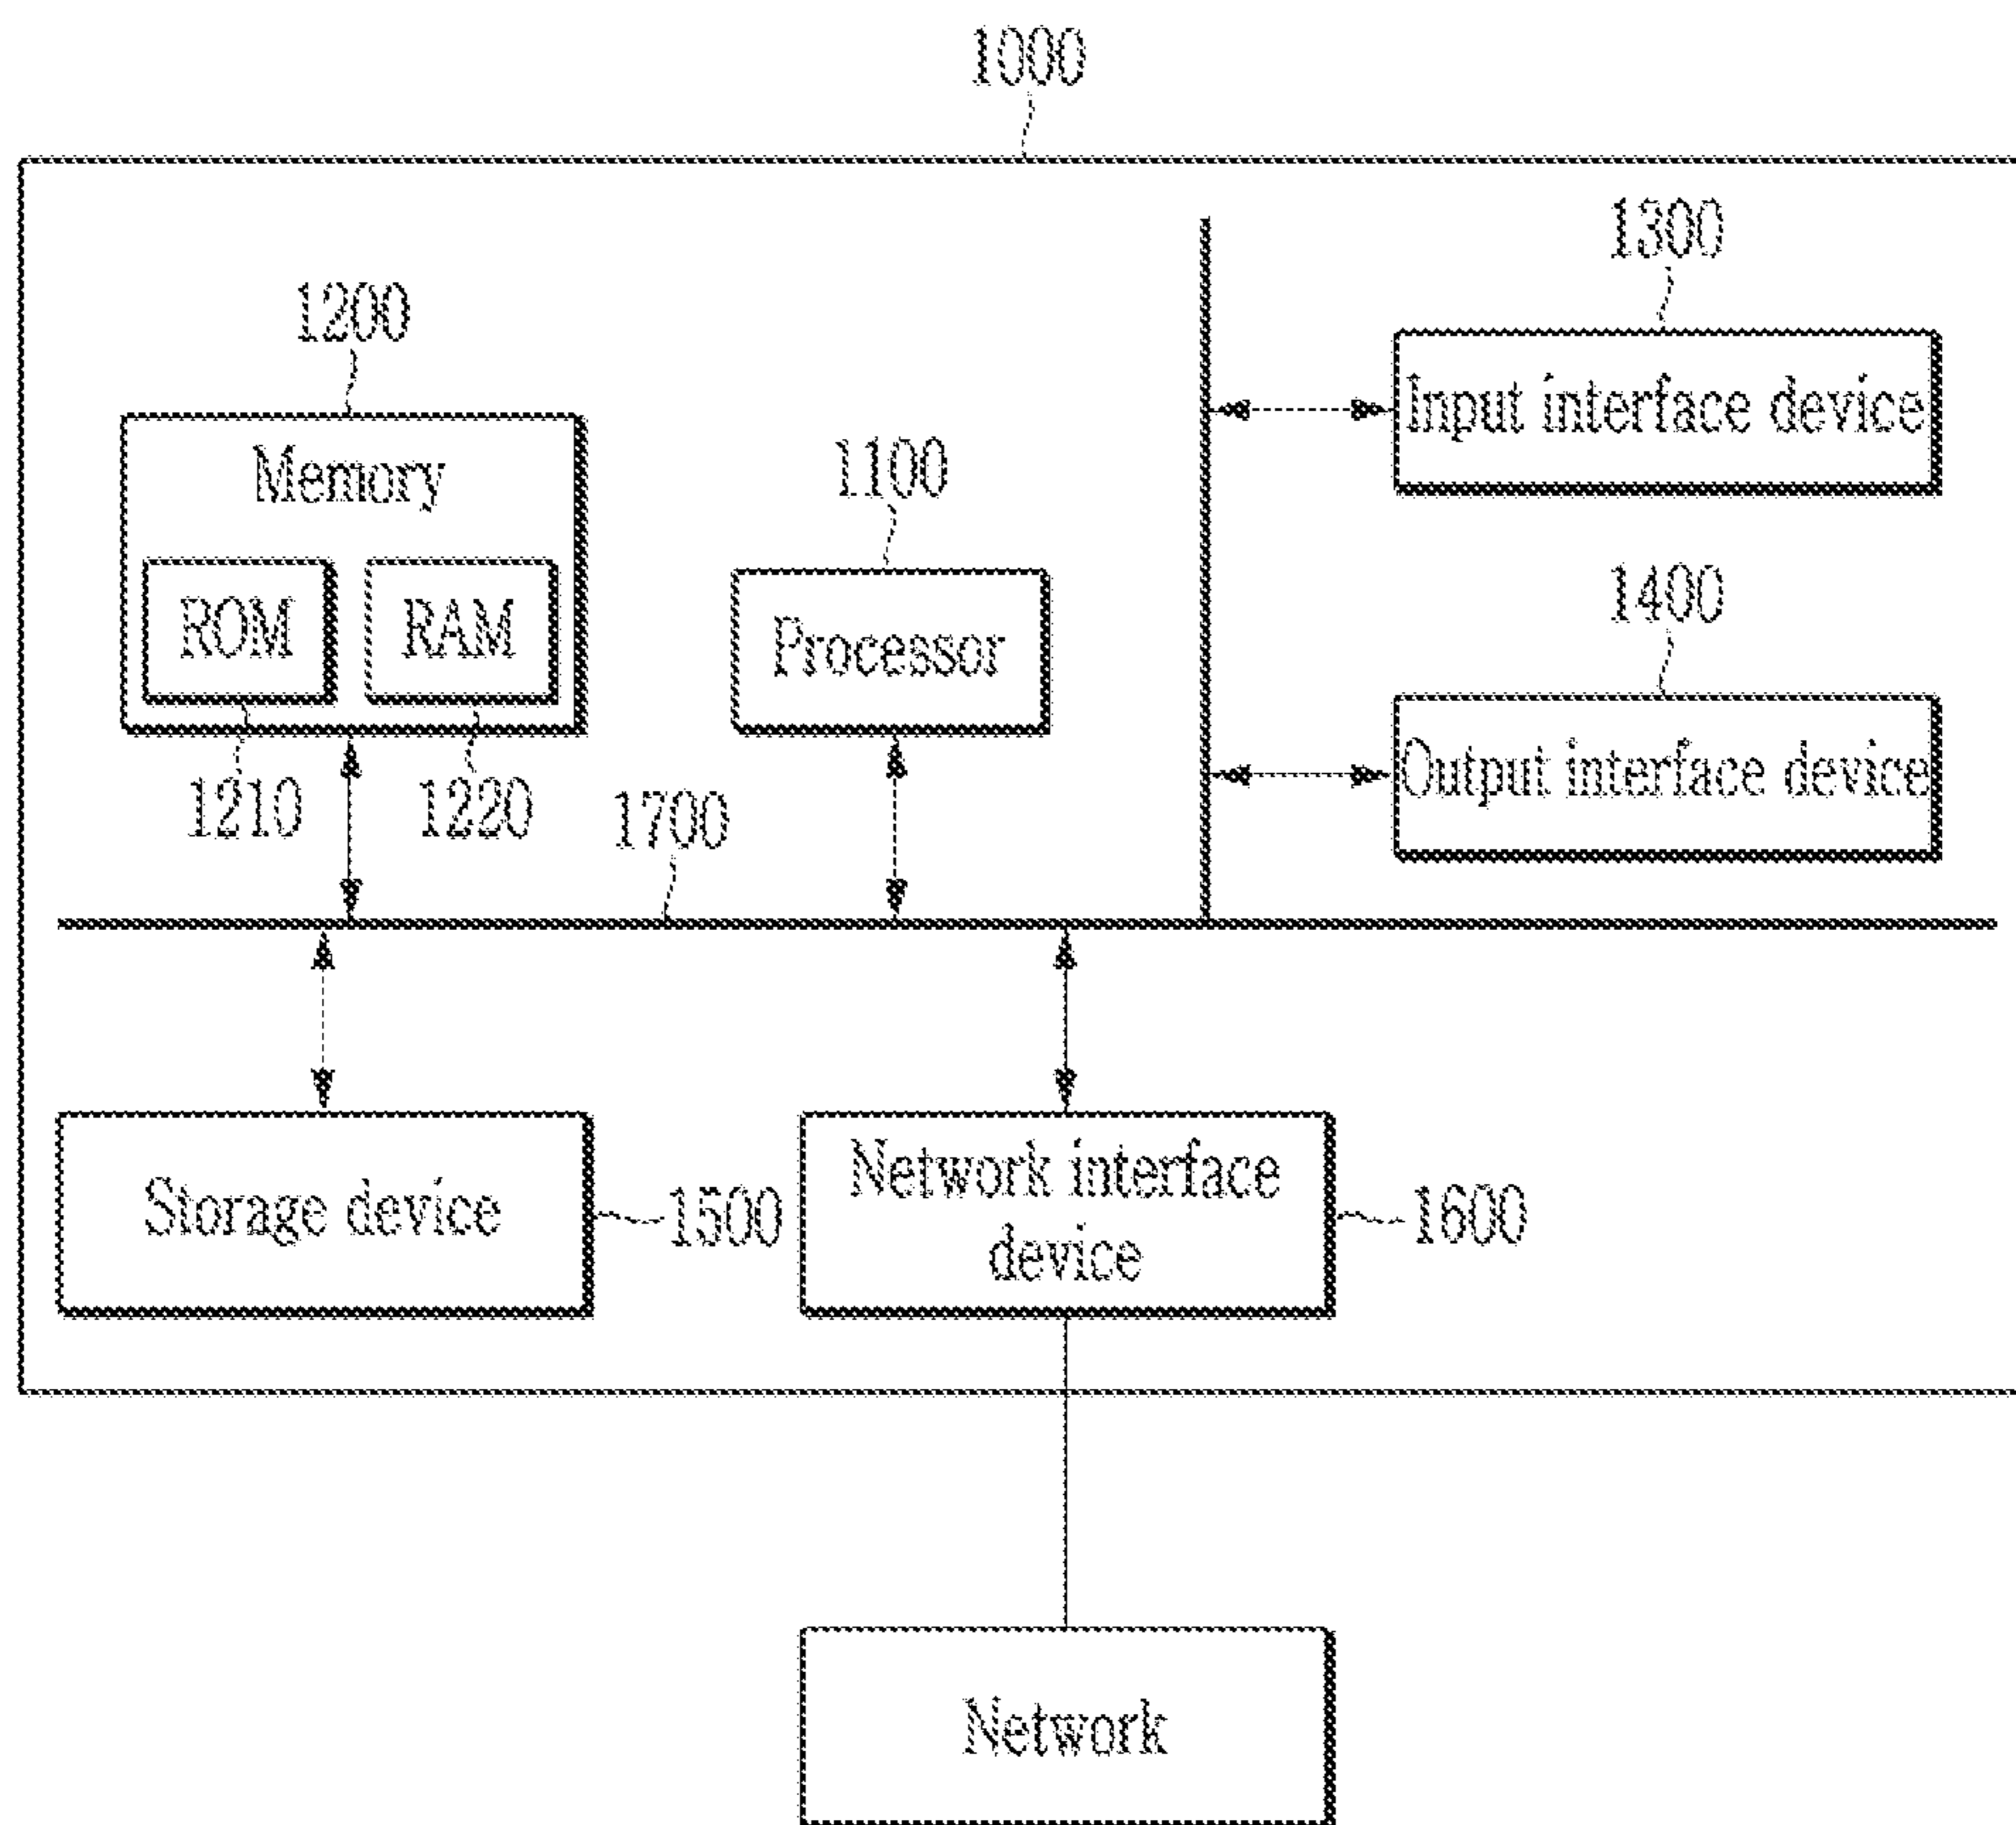 1000
1300
1200
Input interface device
Memory
1100
1400
ROM
RAM
Processor
Output interface device
1210
1220
1700
Storage device
1500
Network interface
device
1600
Network